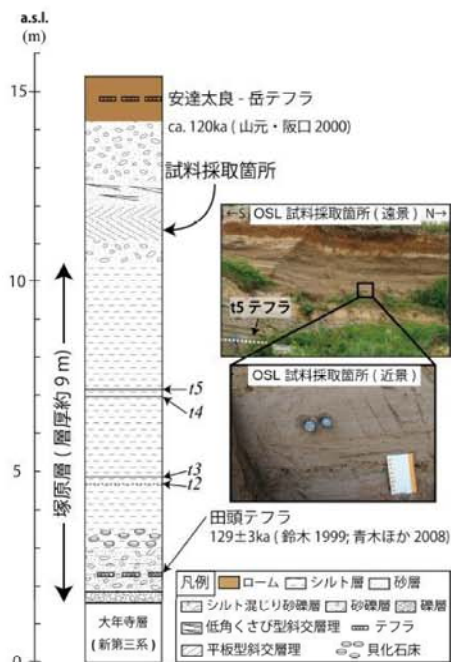 a.s.l.
(m)
15
安達太良 - 岳テフラ
ca. 120ka ( 山元・阪口 2000)
試料採取箇所
←S OSL 試料採取箇所 ( 遠景 ) N→
t5 テフラ
10
OSL 試料採取箇所 ( 近景 )
塚原層 ( 層厚約 9 m)
t5
t4
5
t3
t2
田頭テフラ
129±3ka ( 鈴木 1999; 青木ほか 2008)
大年寺層
( 新第三系 )
0
凡例 ローム シルト層 砂層
シルト混じり砂礫層 砂礫層 礫層
低角くさび型斜交層理 テフラ
平板型斜交層理 貝化石床